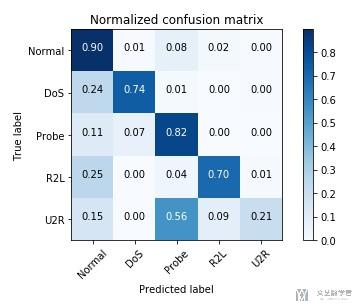 Normalized confusion matrix
True label
Normal 0.90 0.01 0.08 0.02 0.00
DoS 0.24 0.74 0.01 0.00 0.00
Probe 0.11 0.07 0.82 0.00 0.00
R2L 0.25 0.00 0.04 0.70 0.01
U2R 0.15 0.00 0.56 0.09 0.21
Normal DoS Probe R2L U2R
Predicted label
0.8
0.7
0.6
0.5
0.4
0.3
0.2
0.1
0.0